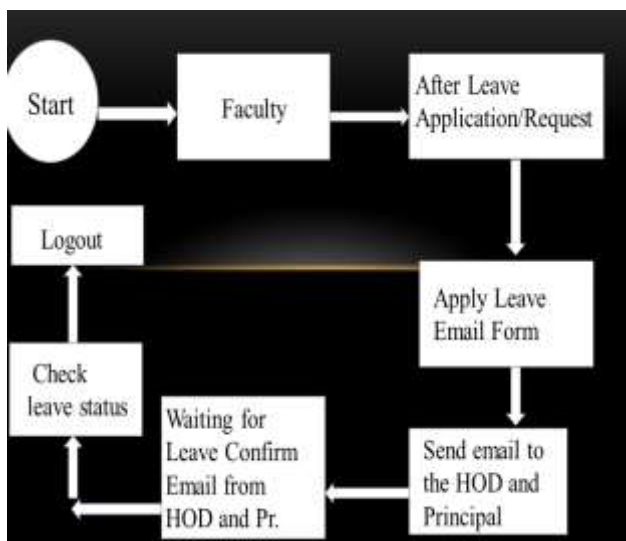 Start
Faculty
After Leave
Application/Request
Apply Leave
Email Form
Send email to
the HOD and
Principal
Waiting for
Leave Confirm
Email from
HOD and Pr.
Check
leave status
Logout